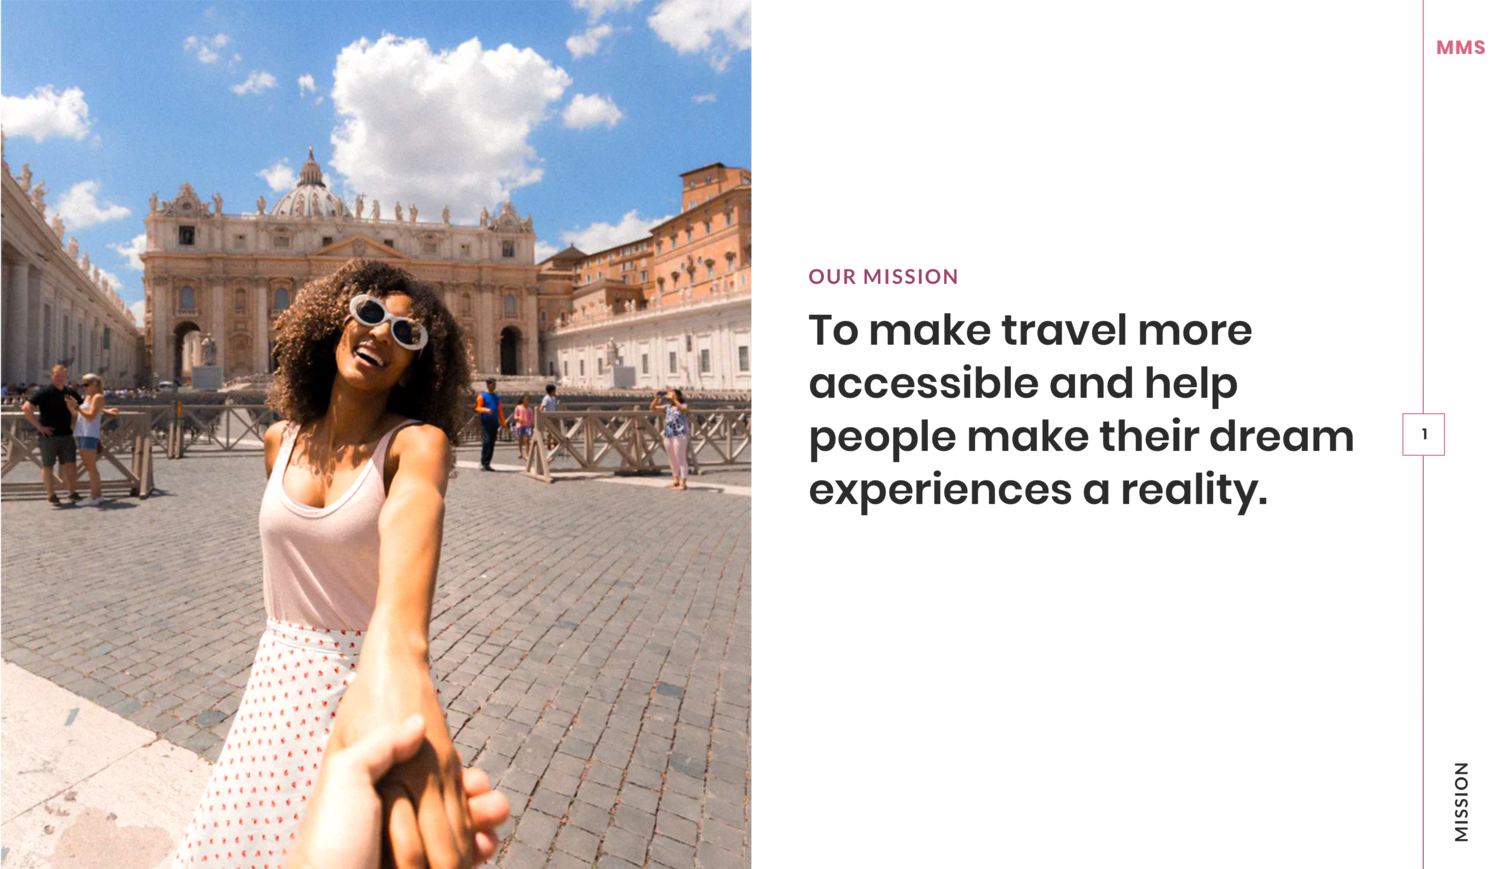 MMS
OUR MISSION
To make travel more
accessible and help
people make their dream
experiences a reality.
1
MISSION